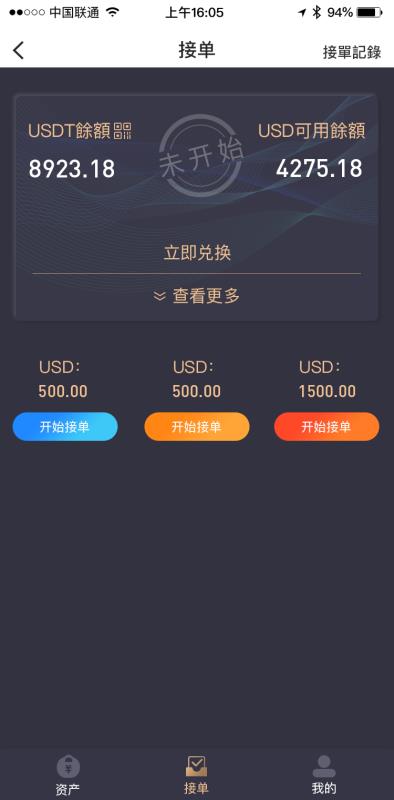 中国联通 上午16:05 94%
接单 接單記錄
USDT餘額 USD可用餘額
8923.18 4275.18
未开始
立即兑换
查看更多
USD: USD: USD:
500.00 500.00 1500.00
开始接单 开始接单 开始接单
资产 接单 我的